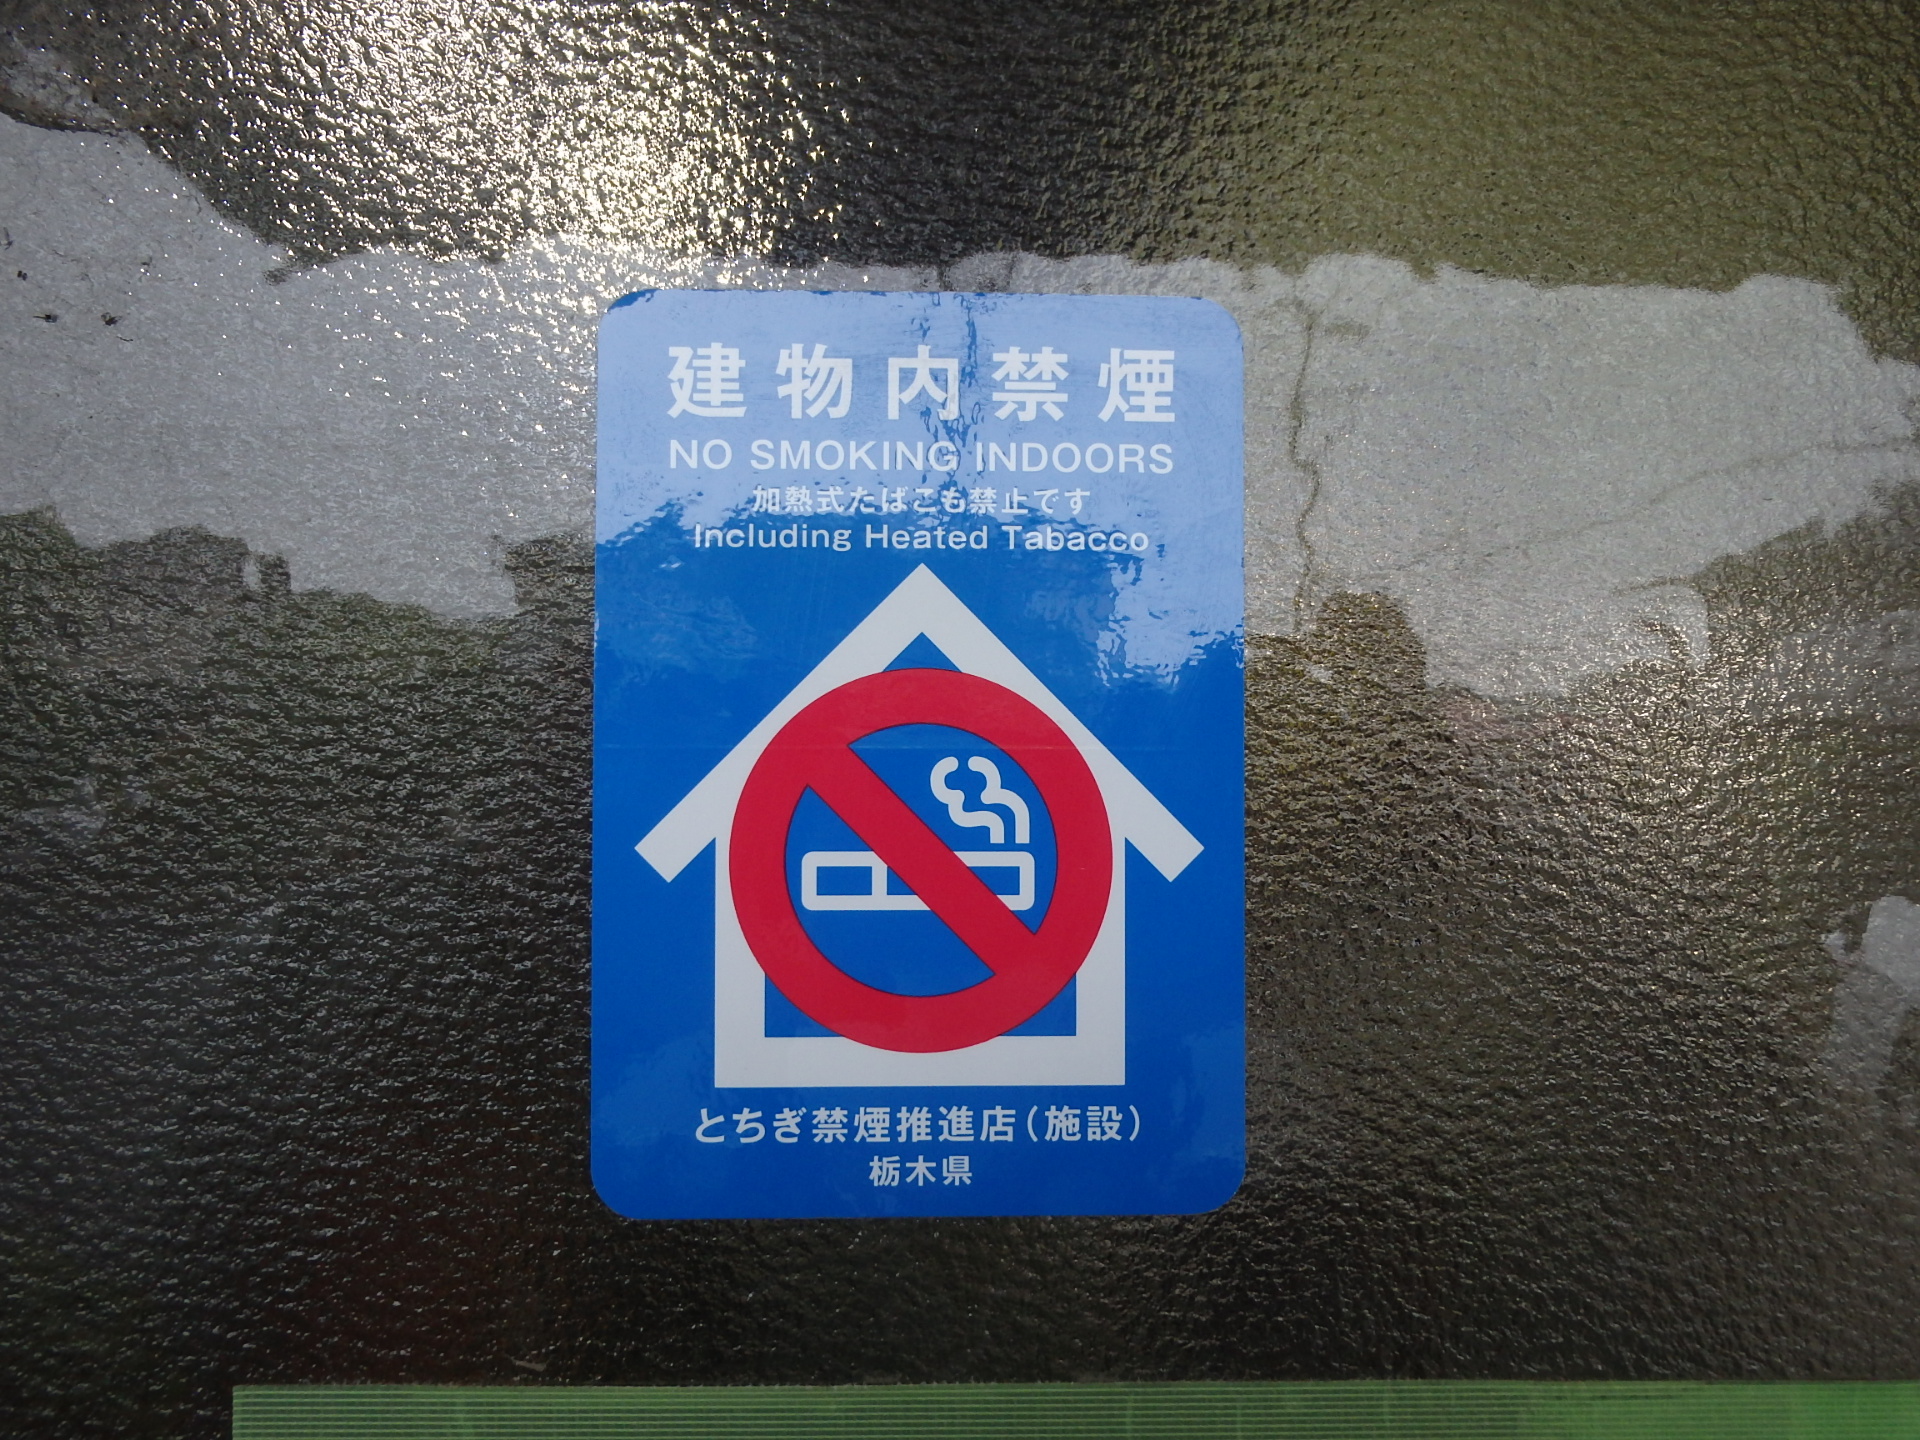 建物内禁煙
NO SMOKING INDOORS
加熱式たばこも禁止です
Including Heated Tabacco
とちぎ禁煙推進店(施設)
栃木県